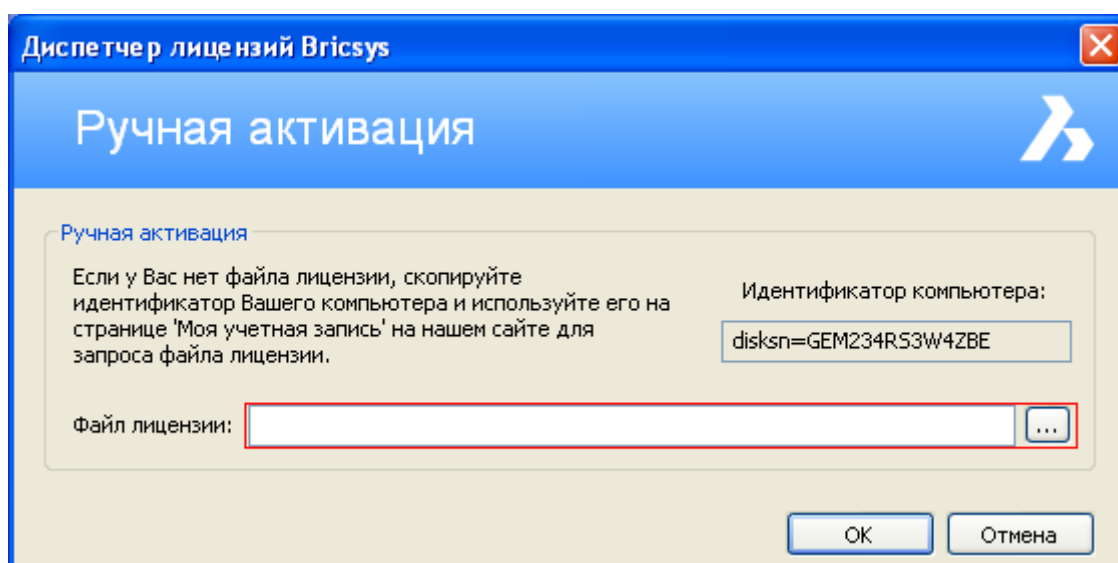 Диспетчер лицензий Bricsys
Ручная активация
Ручная активация
Если у Вас нет файла лицензии, скопируйте
идентификатор Вашего компьютера и используйте его на
странице 'Моя учетная запись' на нашем сайте для
запроса файла лицензии.
Идентификатор компьютера:
disksn=GEM234RS3W4ZBE
Файл лицензии:
...
OK
Отмена